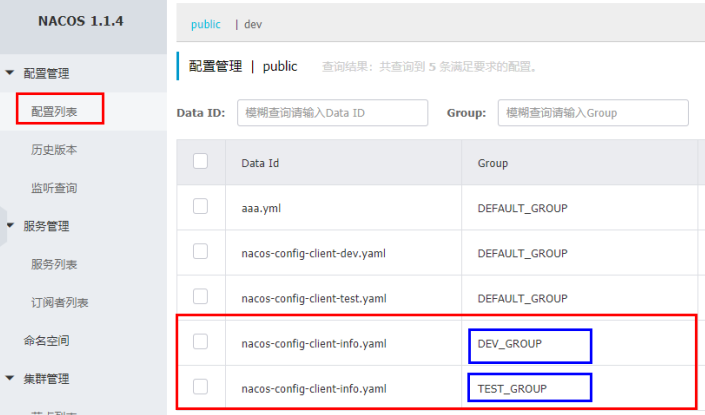 NACOS 1.1.4
配置管理
配置列表
历史版本
监听查询
服务管理
服务列表
订阅者列表
命名空间
集群管理
public | dev
配置管理 | public 查询结果：共查询到 5 条满足要求的配置。
Data ID: 模糊查询请输入Data ID Group: 模糊查询请输入Group
Data Id Group
aaa.yml DEFAULT_GROUP
nacos-config-client-dev.yaml DEFAULT_GROUP
nacos-config-client-test.yaml DEFAULT_GROUP
nacos-config-client-info.yaml DEV_GROUP
nacos-config-client-info.yaml TEST_GROUP